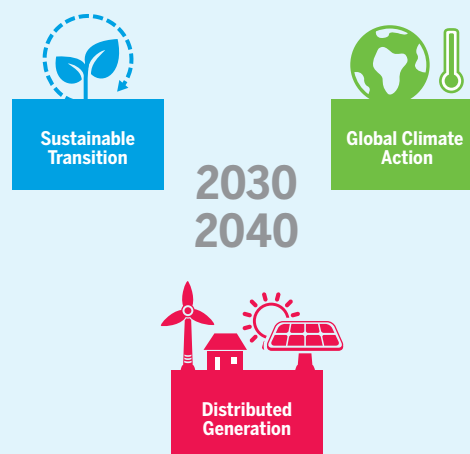 Sustainable
Transition
Global Climate
Action
2030
2040
Distributed
Generation